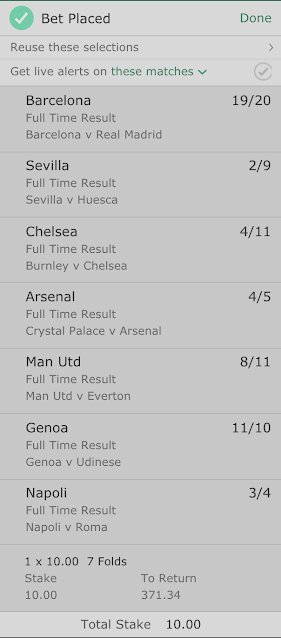 Bet Placed Done
Reuse these selections
Get live alerts on these matches
Barcelona 19/20
Full Time Result
Barcelona v Real Madrid
Sevilla 2/9
Full Time Result
Sevilla v Huesca
Chelsea 4/11
Full Time Result
Burnley v Chelsea
Arsenal 4/5
Full Time Result
Crystal Palace v Arsenal
Man Utd 8/11
Full Time Result
Man Utd v Everton
Genoa 11/10
Full Time Result
Genoa v Udinese
Napoli 3/4
Full Time Result
Napoli v Roma
1 x 10.00 7 Folds
Stake To Return
10.00 371.34
Total Stake 10.00